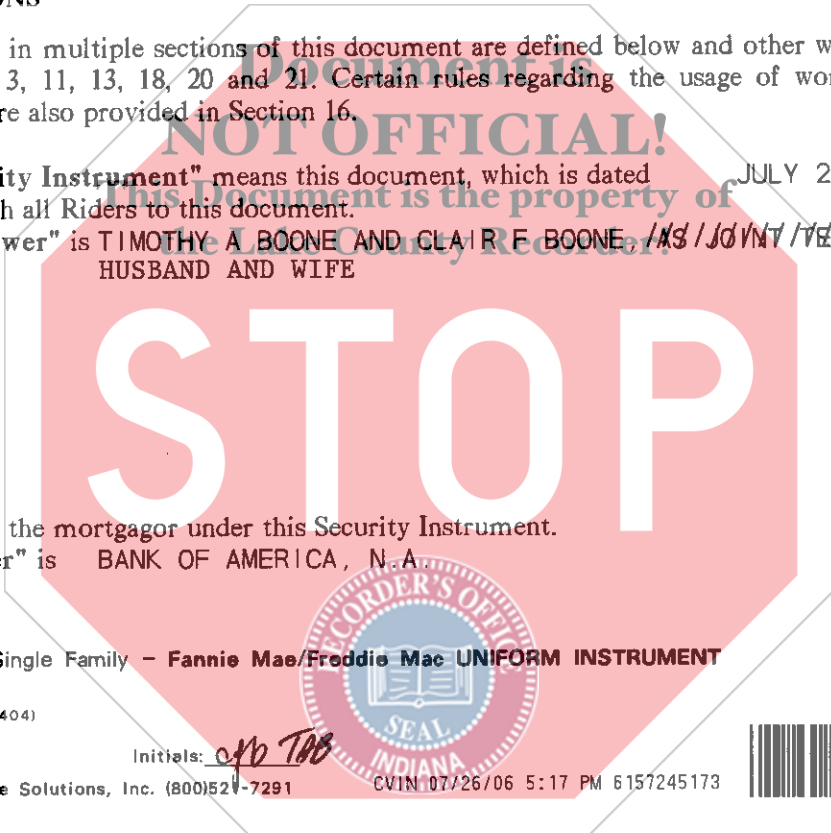 in multiple sections of this document are defined below and other
3, 11, 13, 18, 20 and 21. Certain rules regarding the usage of
also provided in Section 16.
Document is
NOT OFFICIAL!
This Document is the property of
the Lake County Recorder!
Instrument" means this document, which is dated JULY 2
all Riders to this document.
is TIMOTHY A BOONE AND CLAIR F BOONE, /AS/JOINT/TE
HUSBAND AND WIFE
STOP
the mortgagor under this Security Instrument.
is BANK OF AMERICA, N.A.
RECORDER'S OFFICE
SEAL
INDIANA
Single Family – Fannie Mae/Freddie Mac UNIFORM INSTRUMENT
404)
Initials: TAB
Solutions, Inc. (800)521-7291 CVIN 07/26/06 5:17 PM 6157245173